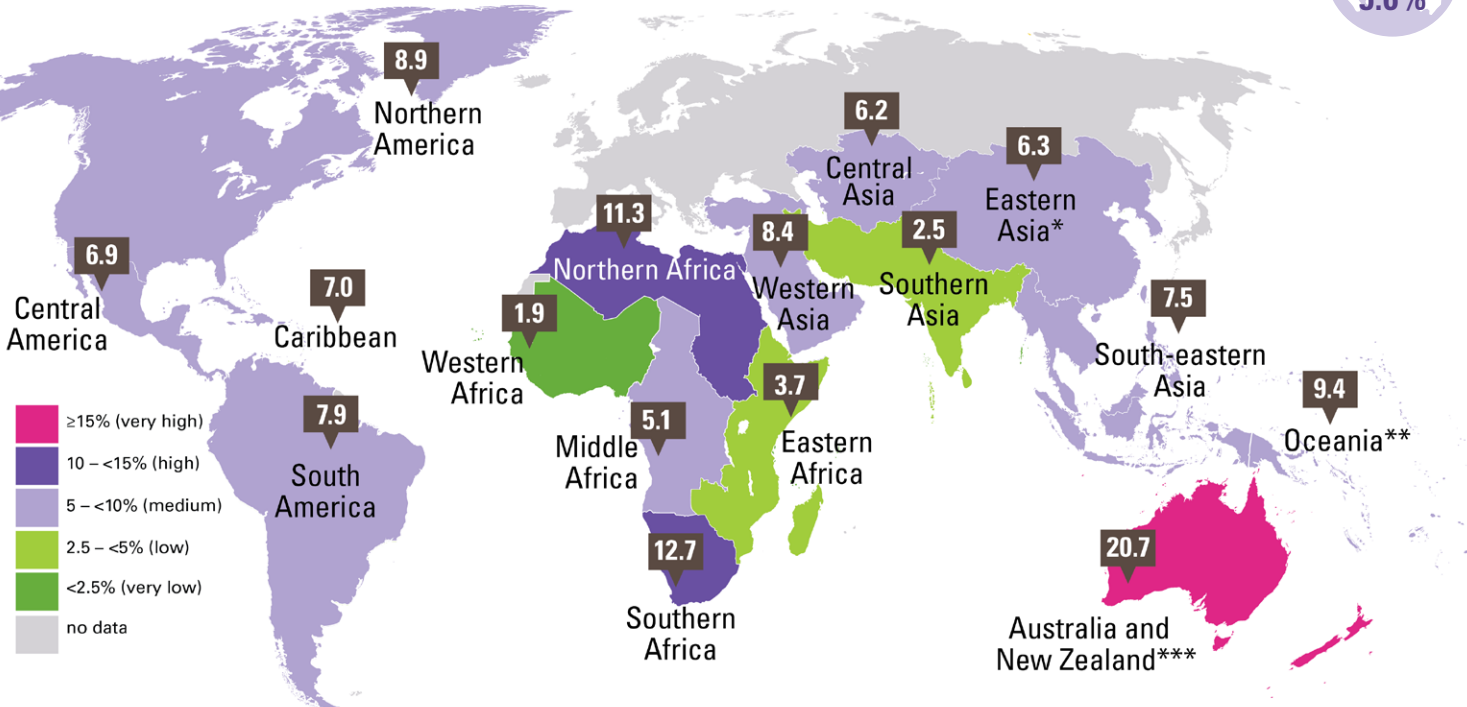 8.9
Northern
America
6.2
Central
Asia
6.3
Eastern
Asia*
11.3
Northern Africa
8.4
Western
Asia
2.5
Southern
Asia
6.9
Central
America
7.0
Caribbean
1.9
Western
Africa
7.5
South-eastern
Asia
3.7
Eastern
Africa
9.4
Oceania**
7.9
South
America
5.1
Middle
Africa
12.7
Southern
Africa
20.7
Australia and
New Zealand***
≥15% (very high)
10 – <15% (high)
5 – <10% (medium)
2.5 – <5% (low)
<2.5% (very low)
no data